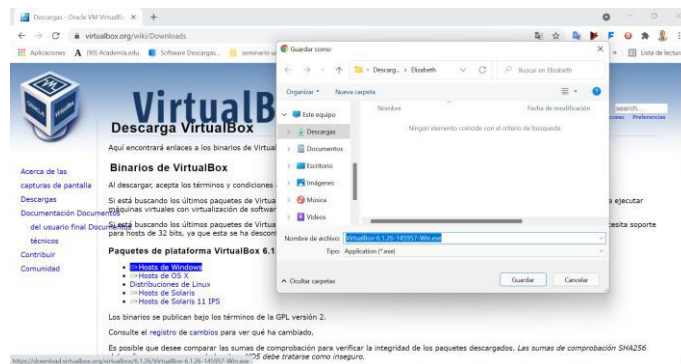 Descargas – Oracle VM VirtualB
virtualbox.org/wiki/Downloads
Aplicaciones
Academia.edu
Software Descargas...
seminario
Lista de lectura
Guardar como
Descarg... > Elizabeth
Buscar en Elizabeth
Organizar
Nueva carpeta
Este equipo
Descargas
Documentos
Escritorio
Imágenes
Música
Videos
Nombre
Fecha de modificación
Ningún elemento coincide con el criterio de búsqueda.
Nombre de archivo: VirtualBox-6.1.26-145957-Win.exe
Tipo: Application (*.exe)
Ocultar carpetas
Guardar
Cancelar
VirtualB
search...
Preferencias
Descarga VirtualBox
Aquí encontrará enlaces a los binarios de Virtua
Binarios de VirtualBox
Al descargar, acepta los términos y condiciones
Si está buscando los últimos paquetes de Virtua
a ejecutar
máquinas virtuales con virtualización de softwar
Si está buscando los últimos paquetes de Virtua
cesita soporte
para hosts de 32 bits, ya que esta se ha descon
Paquetes de plataforma VirtualBox 6.1
Hosts de Windows
Hosts de OS X
Distribuciones de Linux
Hosts de Solaris
Hosts de Solaris 11 IPS
Los binarios se publican bajo los términos de la GPL versión 2.
Consulte el registro de cambios para ver qué ha cambiado.
Es posible que desee comparar las sumas de comprobación para verificar la integridad de los paquetes descargados. Las sumas de comprobación SHA256
MD5 debe tratarse como inseguro.
Acerca de las
capturas de pantalla
Descargas
Documentación
del usuario final
Documentos
técnicos
Contribuir
Comunidad
https://download.virtualbox.org/virtualbox/6.1.26/VirtualBox-6.1.26-145957-Win.exe